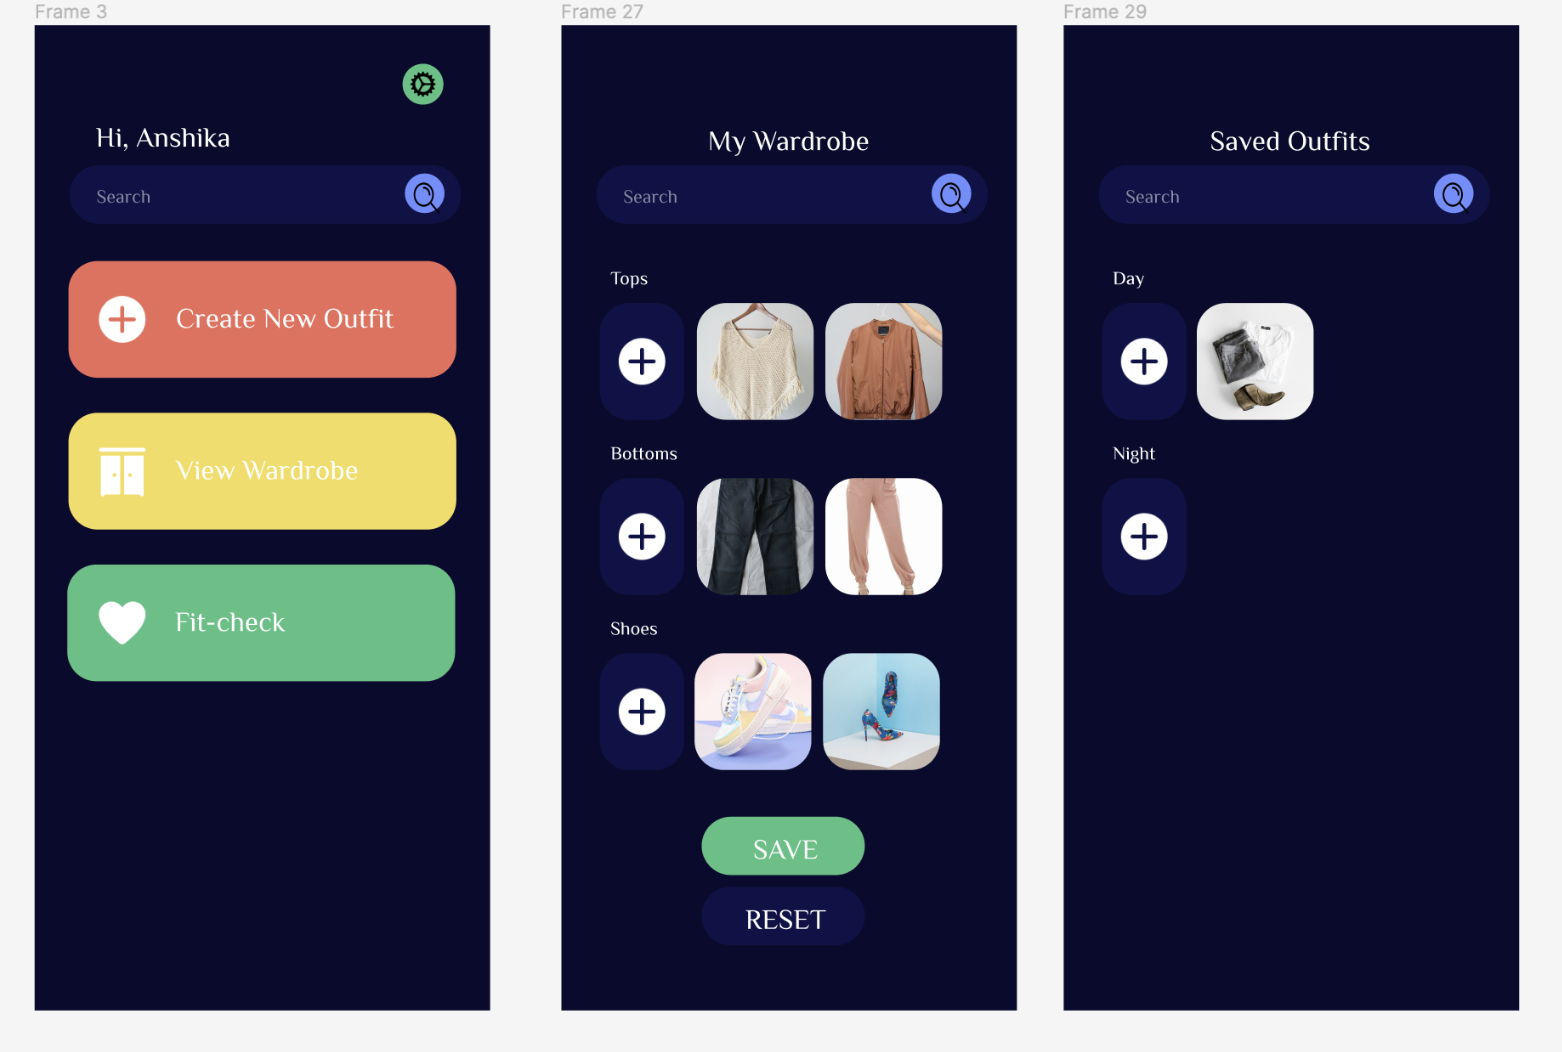 Frame 3
Hi, Anshika
Search
Create New Outfit
View Wardrobe
Fit-check
Frame 27
My Wardrobe
Search
Tops
Bottoms
Shoes
SAVE
RESET
Frame 29
Saved Outfits
Search
Day
Night